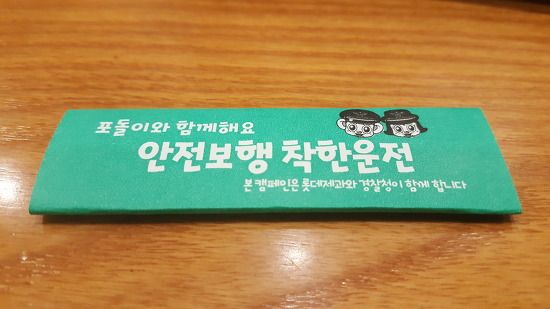 포돌이와 함께해요
안전보행 착한운전
본 캠페인은 롯데제과와 경찰청이 함께 합니다